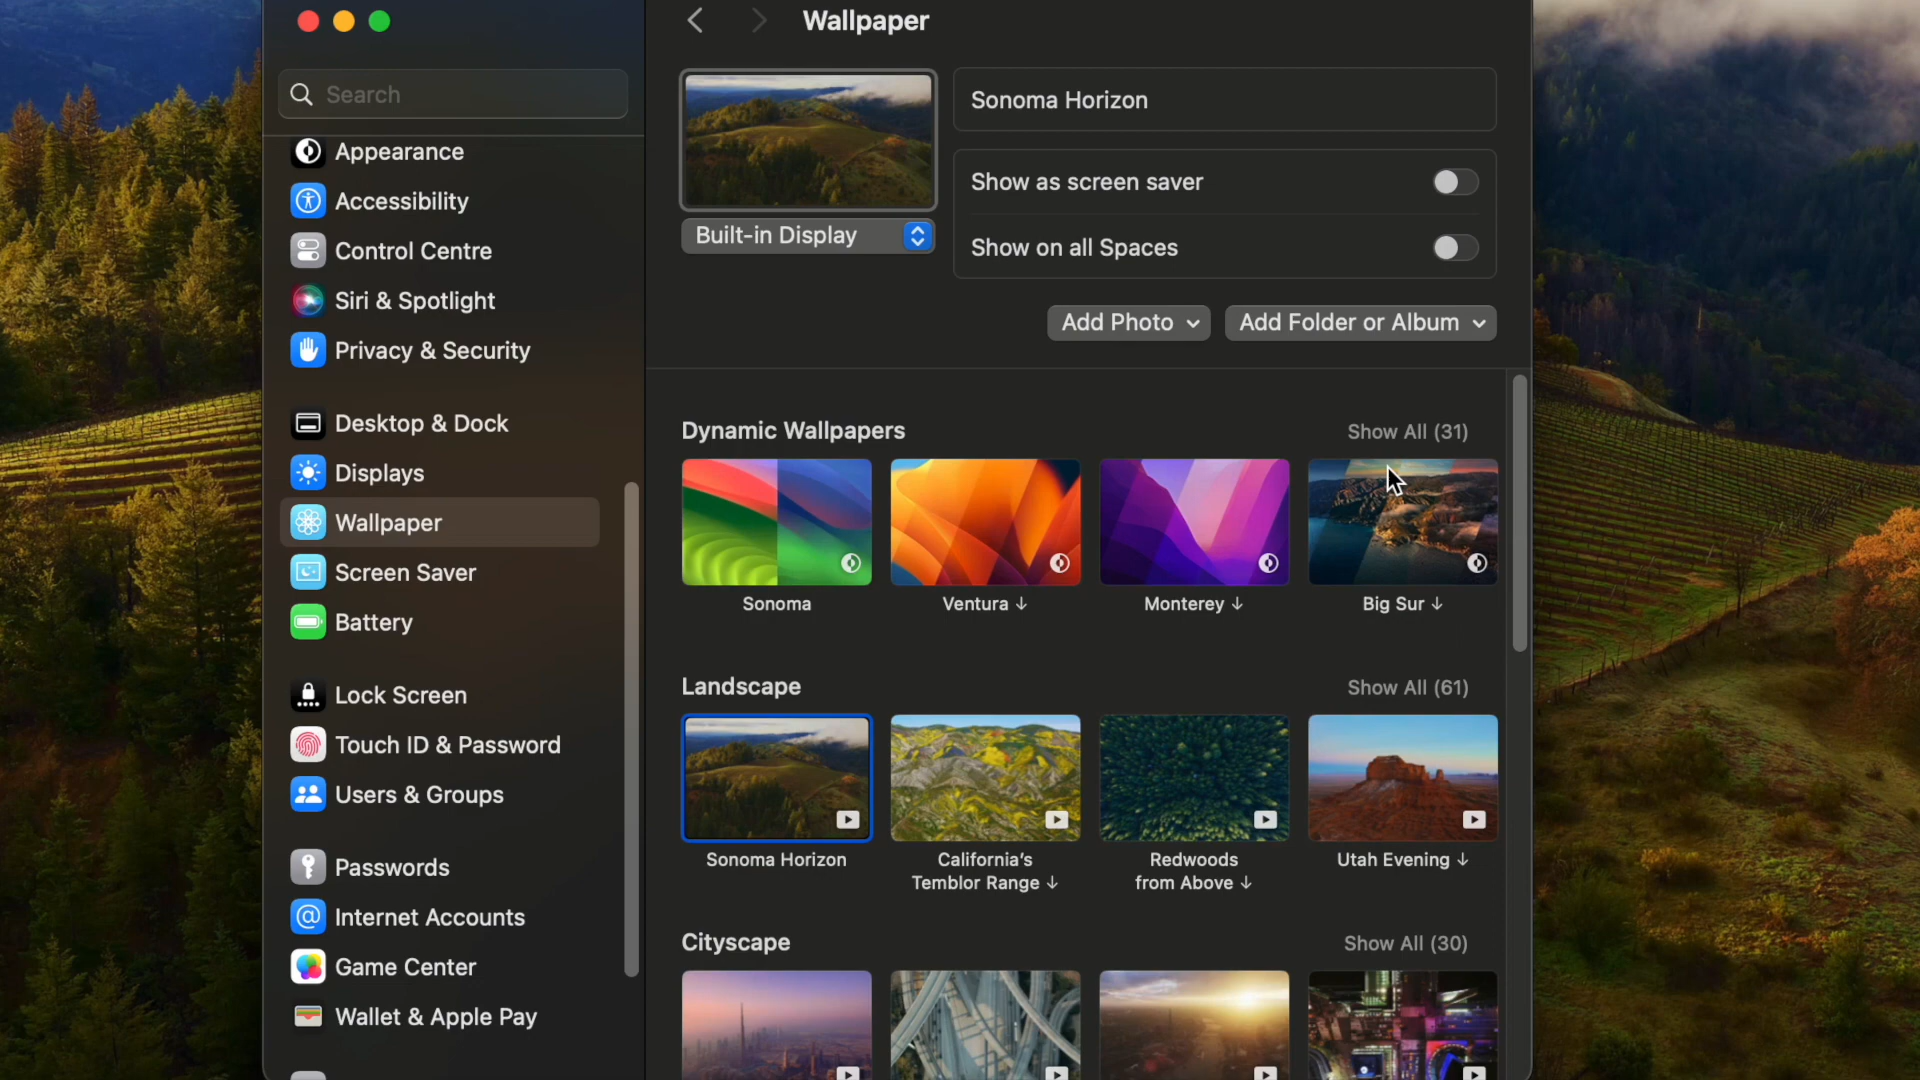 Wallpaper
Search
Appearance
Accessibility
Control Centre
Siri & Spotlight
Privacy & Security
Desktop & Dock
Displays
Wallpaper
Screen Saver
Battery
Lock Screen
Touch ID & Password
Users & Groups
Passwords
Internet Accounts
Game Center
Wallet & Apple Pay
Sonoma Horizon
Built-in Display
Show as screen saver
Show on all Spaces
Add Photo
Add Folder or Album
Dynamic Wallpapers
Show All (31)
Sonoma
Ventura ↓
Monterey ↓
Big Sur ↓
Landscape
Show All (61)
Sonoma Horizon
California’s
Temblor Range ↓
Redwoods
from Above ↓
Utah Evening ↓
Cityscape
Show All (30)